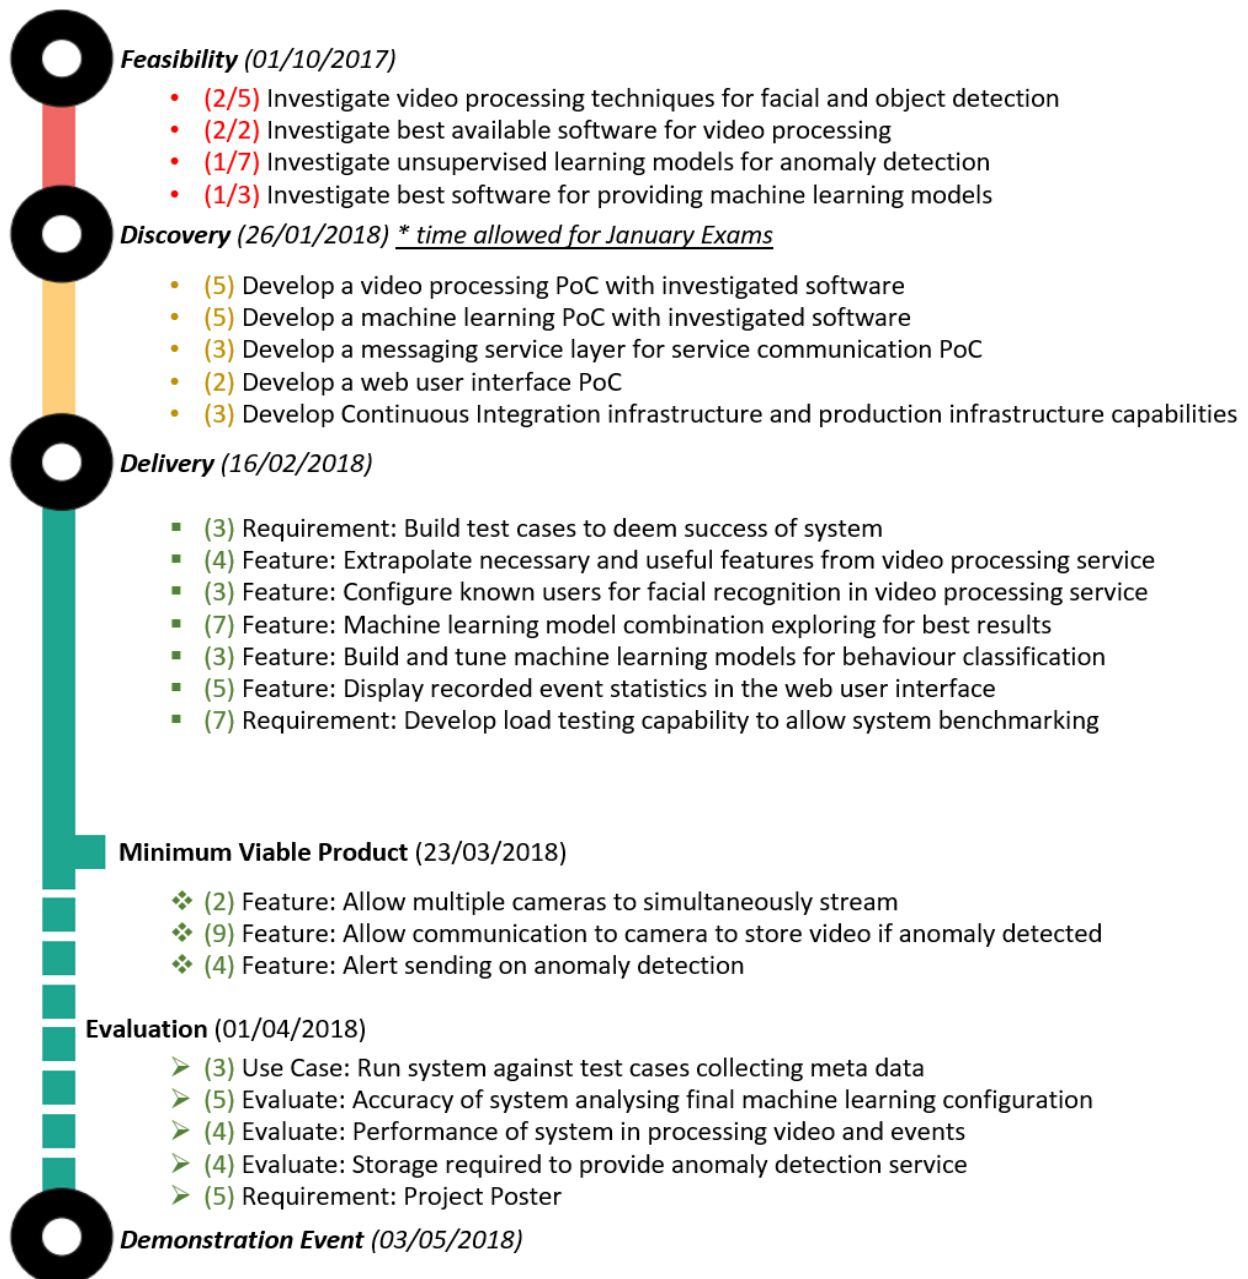 Feasibility (01/10/2017)
• (2/5) Investigate video processing techniques for facial and object detection
• (2/2) Investigate best available software for video processing
• (1/7) Investigate unsupervised learning models for anomaly detection
• (1/3) Investigate best software for providing machine learning models
Discovery (26/01/2018) * time allowed for January Exams
• (5) Develop a video processing PoC with investigated software
• (5) Develop a machine learning PoC with investigated software
• (3) Develop a messaging service layer for service communication PoC
• (2) Develop a web user interface PoC
• (3) Develop Continuous Integration infrastructure and production infrastructure capabilities
Delivery (16/02/2018)
▪ (3) Requirement: Build test cases to deem success of system
▪ (4) Feature: Extrapolate necessary and useful features from video processing service
▪ (3) Feature: Configure known users for facial recognition in video processing service
▪ (7) Feature: Machine learning model combination exploring for best results
▪ (3) Feature: Build and tune machine learning models for behaviour classification
▪ (5) Feature: Display recorded event statistics in the web user interface
▪ (7) Requirement: Develop load testing capability to allow system benchmarking
Minimum Viable Product (23/03/2018)
❖ (2) Feature: Allow multiple cameras to simultaneously stream
❖ (9) Feature: Allow communication to camera to store video if anomaly detected
❖ (4) Feature: Alert sending on anomaly detection
Evaluation (01/04/2018)
➢ (3) Use Case: Run system against test cases collecting meta data
➢ (5) Evaluate: Accuracy of system analysing final machine learning configuration
➢ (4) Evaluate: Performance of system in processing video and events
➢ (4) Evaluate: Storage required to provide anomaly detection service
➢ (5) Requirement: Project Poster
Demonstration Event (03/05/2018)